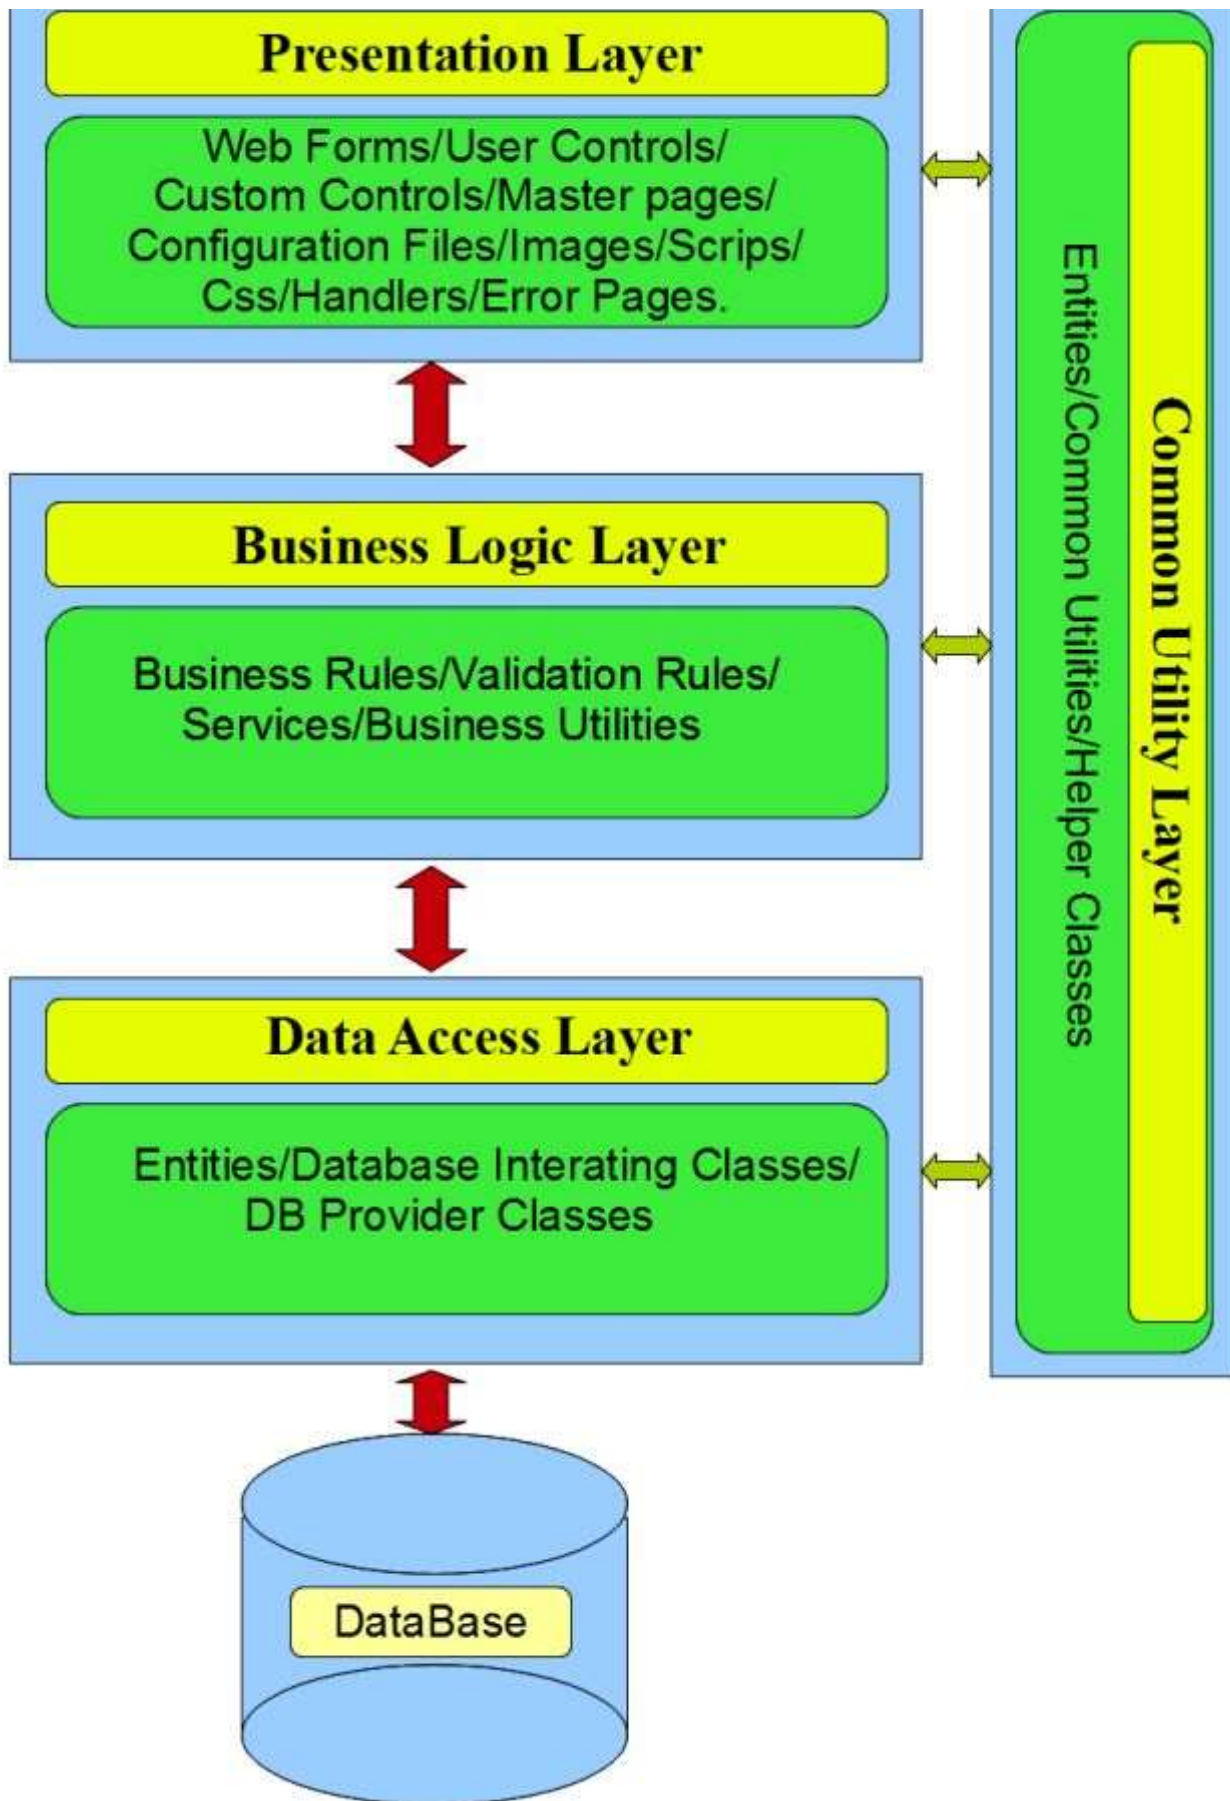 Presentation Layer
Web Forms/User Controls/
Custom Controls/Master pages/
Configuration Files/Images/Scrips/
Css/Handlers/Error Pages.
Business Logic Layer
Business Rules/Validation Rules/
Services/Business Utilities
Data Access Layer
Entities/Database Interating Classes/
DB Provider Classes
DataBase
Common Utility Layer
Entities/Common Utilities/Helper Classes